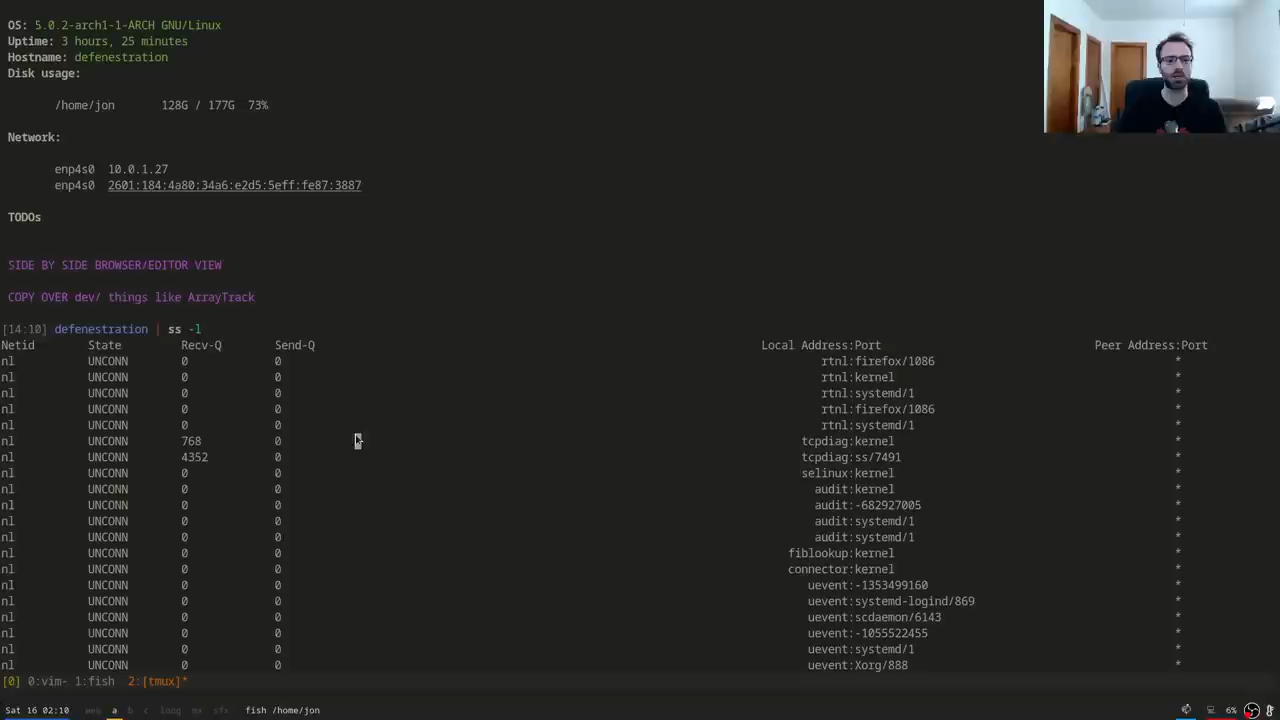 OS: 5.0.2-arch1-1-ARCH GNU/Linux
Uptime: 3 hours, 25 minutes
Hostname: defenestration
Disk usage:
/home/jon 128G / 177G 73%
Network:
enp4s0 10.0.1.27
enp4s0 2601:184:4a80:34a6:e2d5:5eff:fe87:3887
TODOs
SIDE BY SIDE BROWSER/EDITOR VIEW
COPY OVER dev/ things like ArrayTrack
[14:10] defenestration | ss -l
Netid State Recv-Q Send-Q Local Address:Port Peer Address:Port
nl UNCONN 0 0 rtnl:firefox/1086 *
nl UNCONN 0 0 rtnl:kernel *
nl UNCONN 0 0 rtnl:systemd/1 *
nl UNCONN 0 0 rtnl:firefox/1086 *
nl UNCONN 0 0 rtnl:systemd/1 *
nl UNCONN 768 0 tcpdiag:kernel *
nl UNCONN 4352 0 tcpdiag:ss/7491 *
nl UNCONN 0 0 selinux:kernel *
nl UNCONN 0 0 audit:kernel *
nl UNCONN 0 0 audit:-682927005 *
nl UNCONN 0 0 audit:systemd/1 *
nl UNCONN 0 0 audit:systemd/1 *
nl UNCONN 0 0 fiblookup:kernel *
nl UNCONN 0 0 connector:kernel *
nl UNCONN 0 0 uevent:-1353499160 *
nl UNCONN 0 0 uevent:systemd-logind/869 *
nl UNCONN 0 0 uevent:scdaemon/6143 *
nl UNCONN 0 0 uevent:-1055522455 *
nl UNCONN 0 0 uevent:systemd/1 *
nl UNCONN 0 0 uevent:Xorg/888 *
[0] 0:vim- 1:fish 2:[tmux]*
Sat 16 02:10 web a b c long mx sfx fish /home/jon 6%